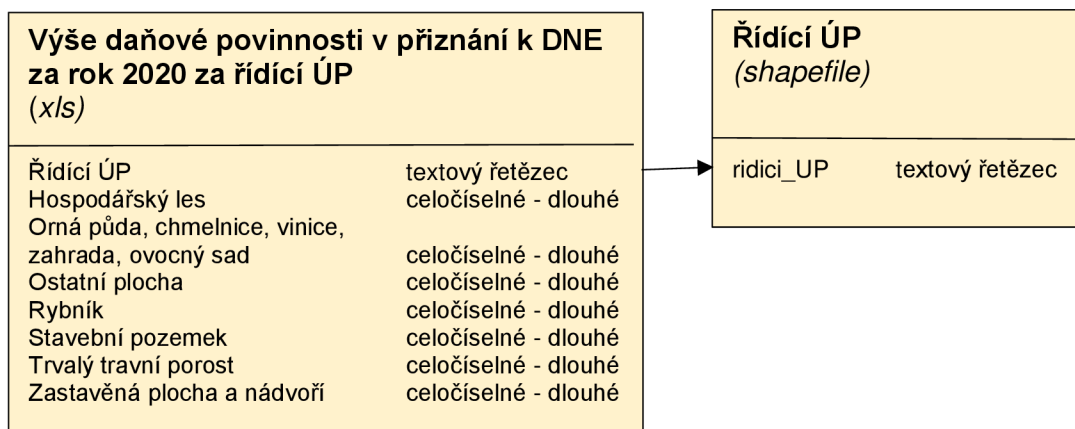 Výše daňové povinnosti v přiznání k DNE
za rok 2020 za řídící ÚP
(xls)
Řídící ÚP textový řetězec
Hospodářský les celočíselné - dlouhé
Orná půda, chmelnice, vinice,
zahrada, ovocný sad celočíselné - dlouhé
Ostatní plocha celočíselné - dlouhé
Rybník celočíselné - dlouhé
Stavební pozemek celočíselné - dlouhé
Trvalý travní porost celočíselné - dlouhé
Zastavěná plocha a nádvoří celočíselné - dlouhé
Řídící ÚP
(shapefile)
ridici_UP textový řetězec